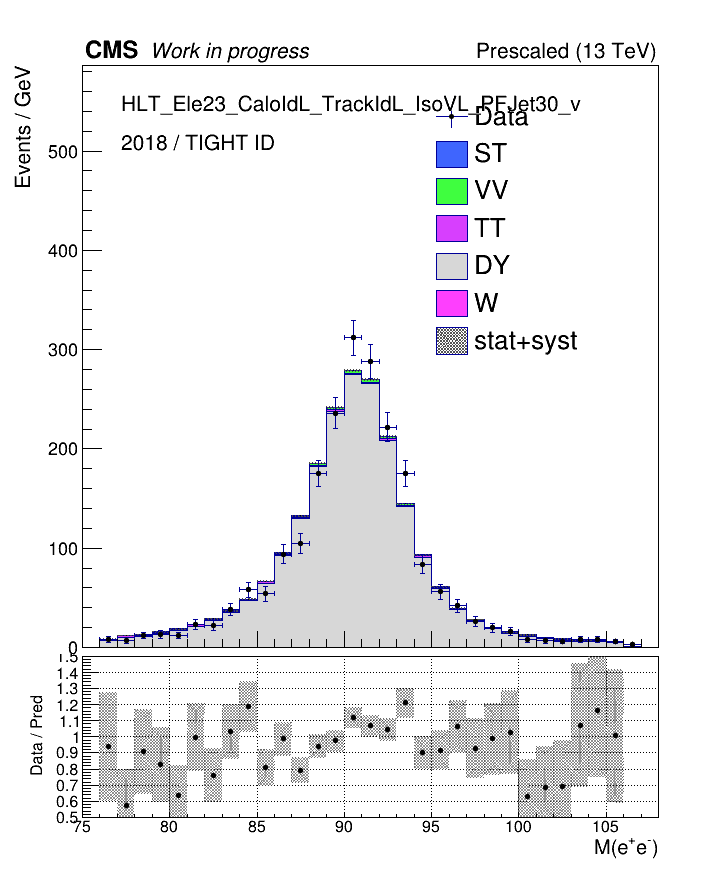 CMS Work in progress Prescaled (13 TeV)
Events / GeV
HLT_Ele23_CaloIdL_TrackIdL_IsoVL_PFJet30_v
2018 / TIGHT ID
Data
ST
VV
TT
DY
W
stat+syst
500
400
300
200
100
0
Data / Pred
1.5
1.4
1.3
1.2
1.1
1
0.9
0.8
0.7
0.6
0.5
75 80 85 90 95 100 105
M(e⁺e⁻)